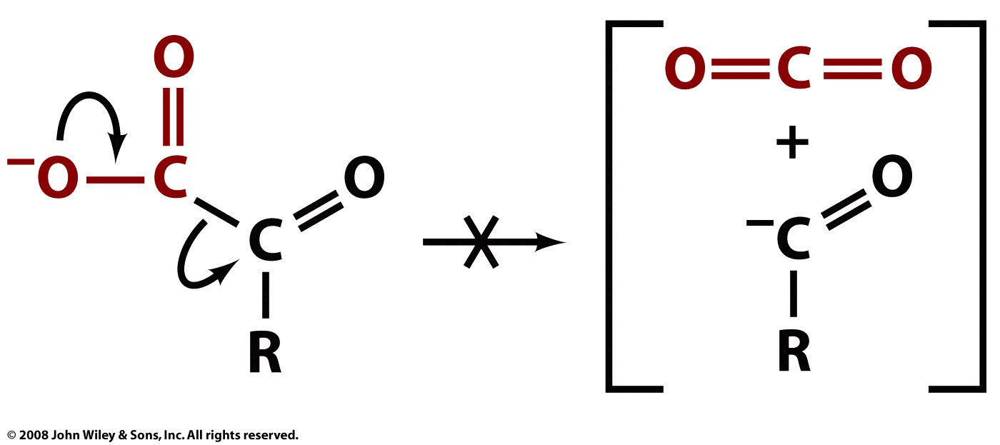 O
−O C O
C
R
O=C=O
+
−C O
R
© 2008 John Wiley & Sons, Inc. All rights reserved.